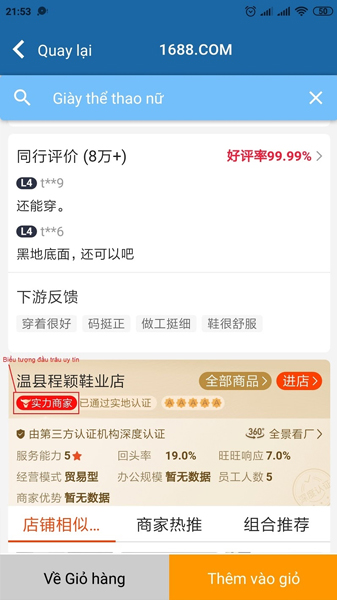 21:53
50
Quay lại
1688.COM
Giày thể thao nữ
同行评价 (8万+)
好评率99.99%
L4 t**9
还能穿。
L4 t**6
黑地底面，还可以吧
下游反馈
穿着很好 码挺正 做工挺细 鞋很舒服
Biểu tượng đầu trâu uy tín
温县程颖鞋业店
全部商品 进店
实力商家 已通过实地认证
由第三方认证机构深度认证
360° 全景看厂
服务能力 5★ 回头率 19.0% 旺旺响应 7.0%
经营模式 贸易型 办公规模 暂无数据 员工人数 5
商家优势 暂无数据
店铺相似... 商家热推 组合推荐
Về Giỏ hàng
Thêm vào giỏ